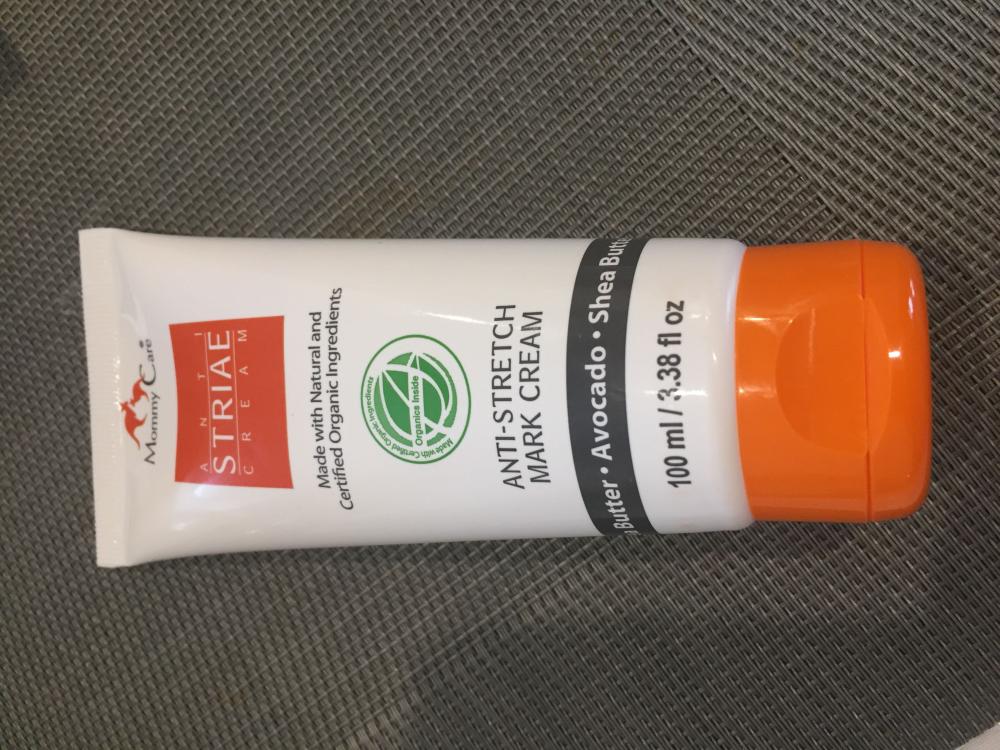 Mommy Care
ANTI
STRIAE
CREAM
Made with Natural and
Certified Organic Ingredients
Made with Certified Organic Ingredients
Organics Inside
ANTI-STRETCH
MARK CREAM
Butter • Avocado • Shea Butt
100 ml / 3.38 fl oz